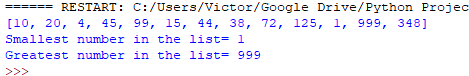 ====== RESTART: C:/Users/Victor/Google Drive/Python Projec
[10, 20, 4, 45, 99, 15, 44, 38, 72, 125, 1, 999, 348]
Smallest number in the list= 1
Greatest number in the list= 999
>>>